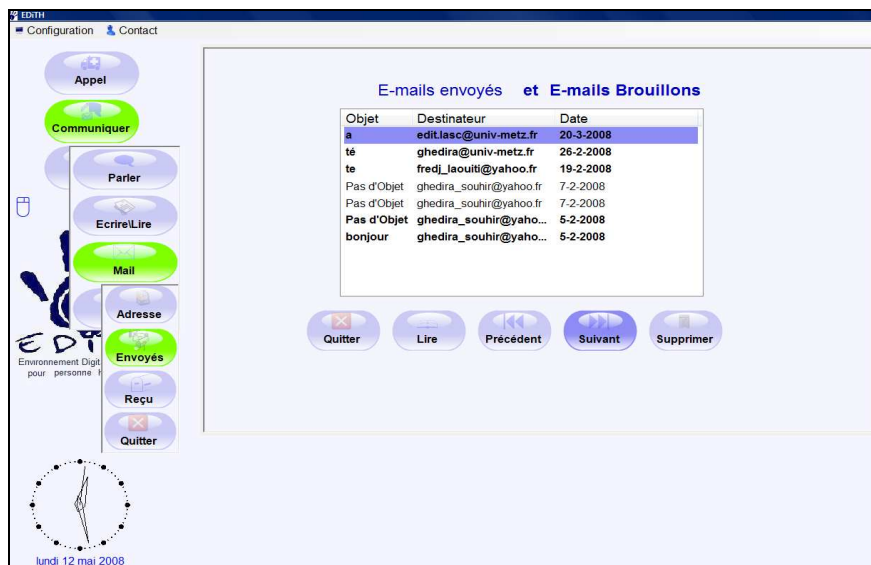 EDiTH
Configuration Contact
Appel
Communiquer
Parler
Ecrire\Lire
Mail
Adresse
Envoyés
Reçu
Quitter
Environnement Digit
pour personne
lundi 12 mai 2008
E-mails envoyés et E-mails Brouillons
Objet Destinateur Date
a edit.lasc@univ-metz.fr 20-3-2008
té ghedira@univ-metz.fr 26-2-2008
te fredj_laouiti@yahoo.fr 19-2-2008
Pas d'Objet ghedira_souhir@yahoo.fr 7-2-2008
Pas d'Objet ghedira_souhir@yahoo.fr 7-2-2008
Pas d'Objet ghedira_souhir@yaho... 5-2-2008
bonjour ghedira_souhir@yaho... 5-2-2008
Quitter Lire Précédent Suivant Supprimer